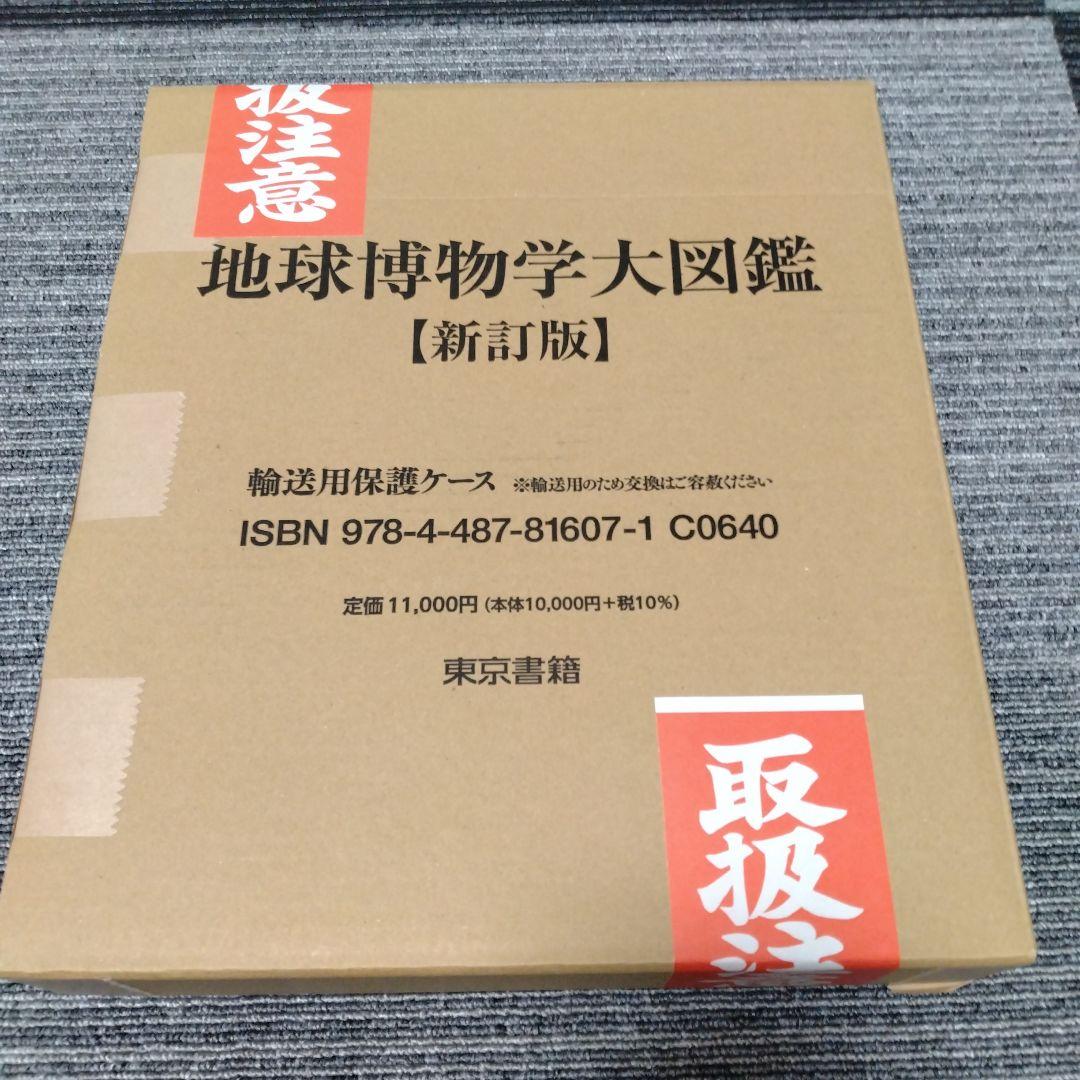 扱注意
地球博物学大図鑑
【新訂版】
輸送用保護ケース ※輸送用のため交換はご容赦ください
ISBN 978-4-487-81607-1 C0640
定価11,000円(本体10,000円+税10%)
東京書籍
取扱注